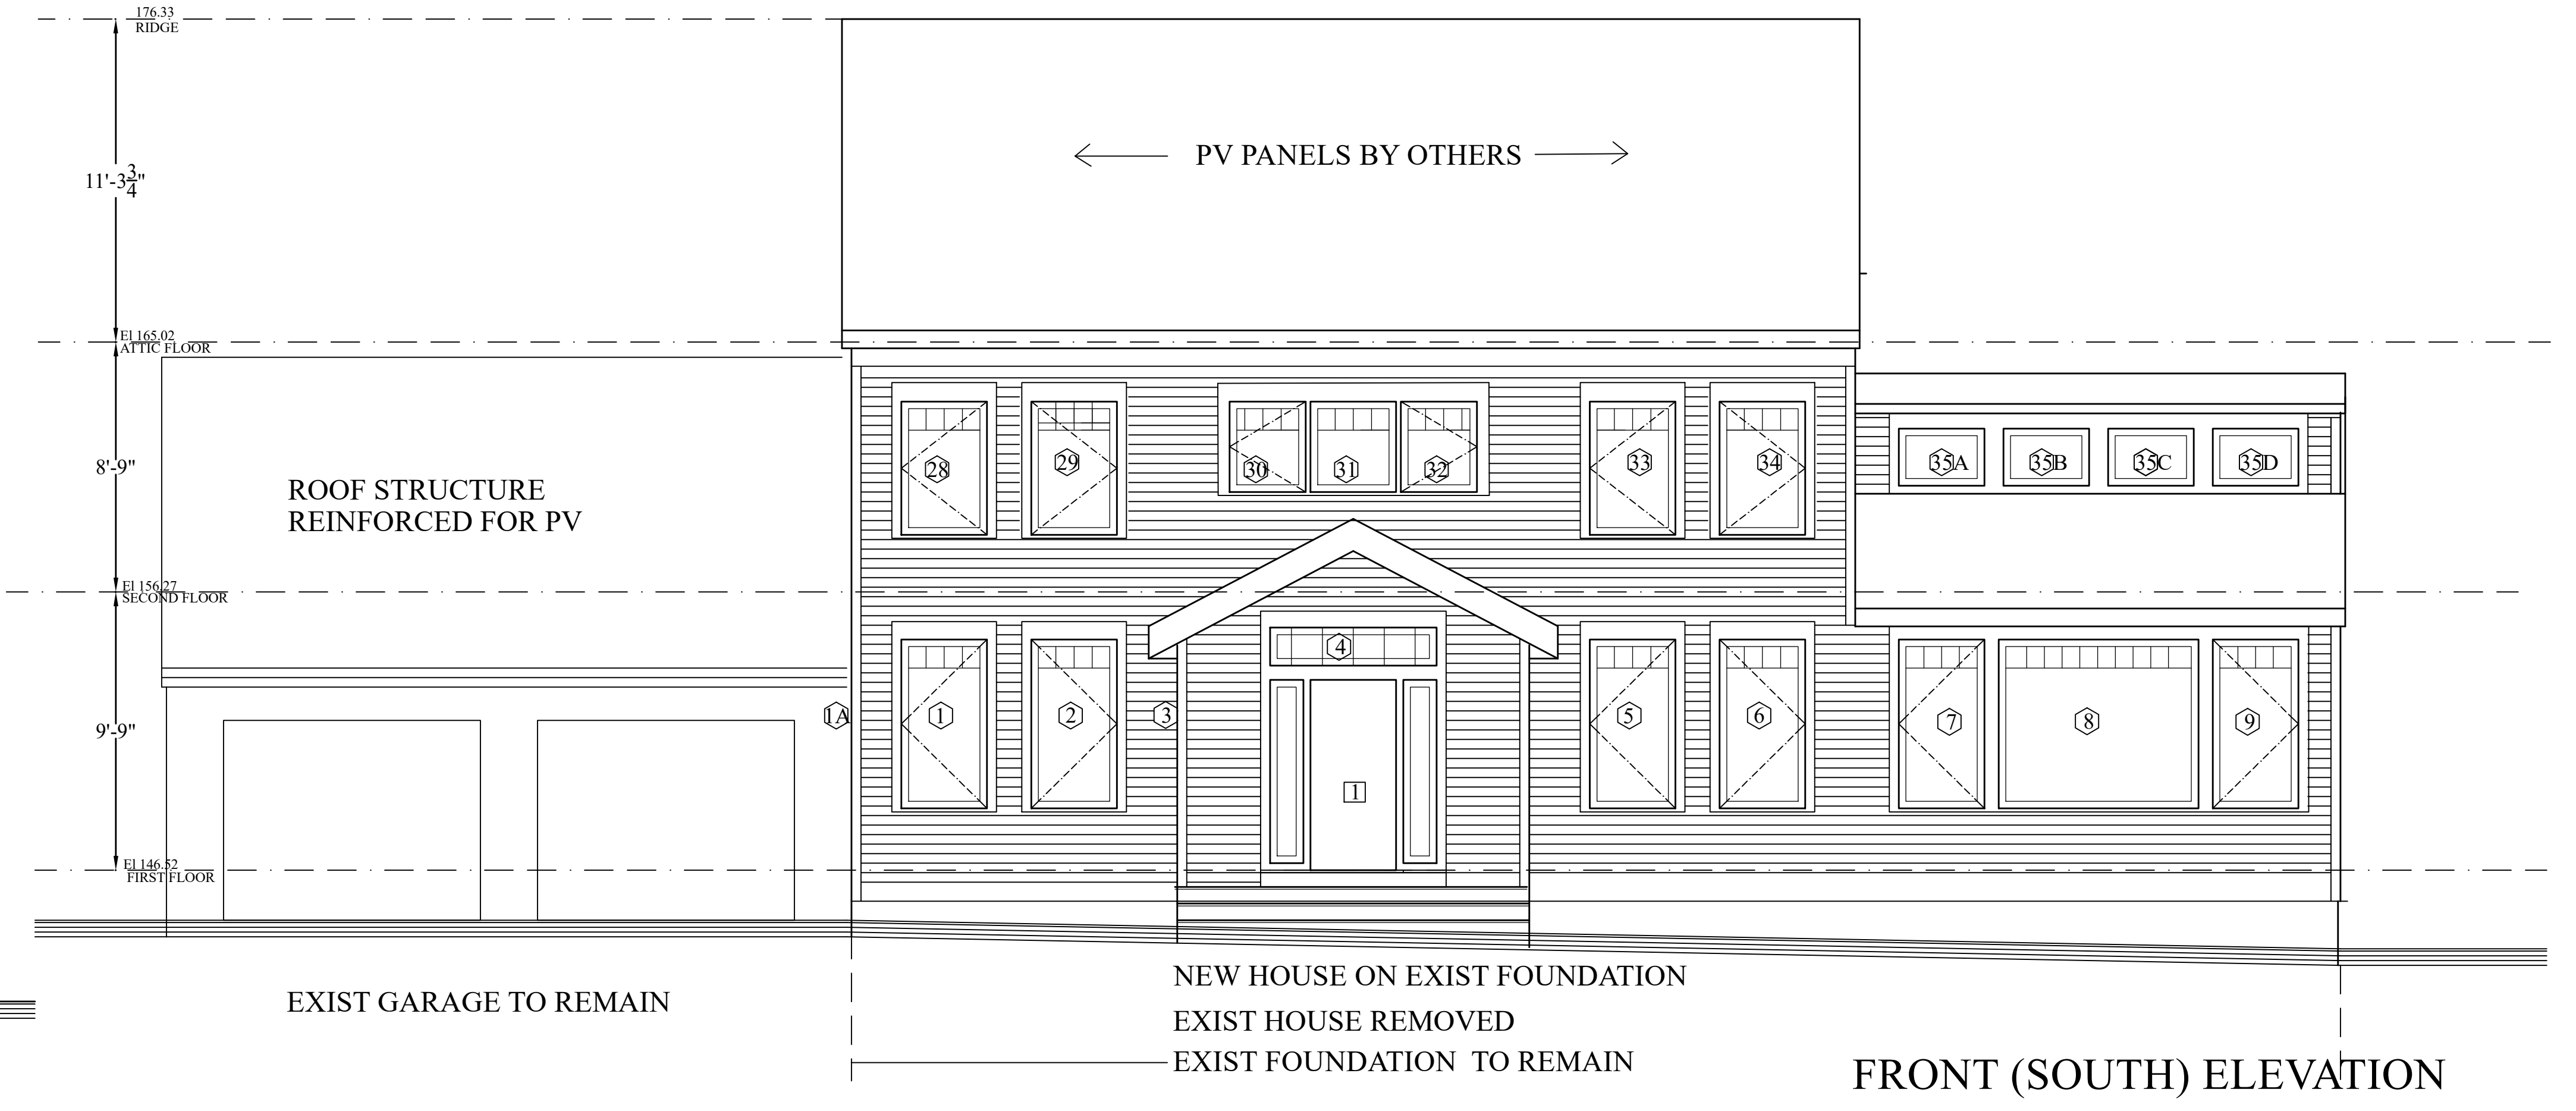 176.33
RIDGE
PV PANELS BY OTHERS
11'-3 3/4"
El 165.02
ATTIC FLOOR
28
29
30
31
32
33
34
35A
35B
35C
35D
8'-9"
ROOF STRUCTURE
REINFORCED FOR PV
El 156.27
SECOND FLOOR
4
1A
1
2
3
5
6
7
8
9
9'-9"
1
El 146.52
FIRST FLOOR
NEW HOUSE ON EXIST FOUNDATION
EXIST GARAGE TO REMAIN
EXIST HOUSE REMOVED
EXIST FOUNDATION TO REMAIN
FRONT (SOUTH) ELEVATION